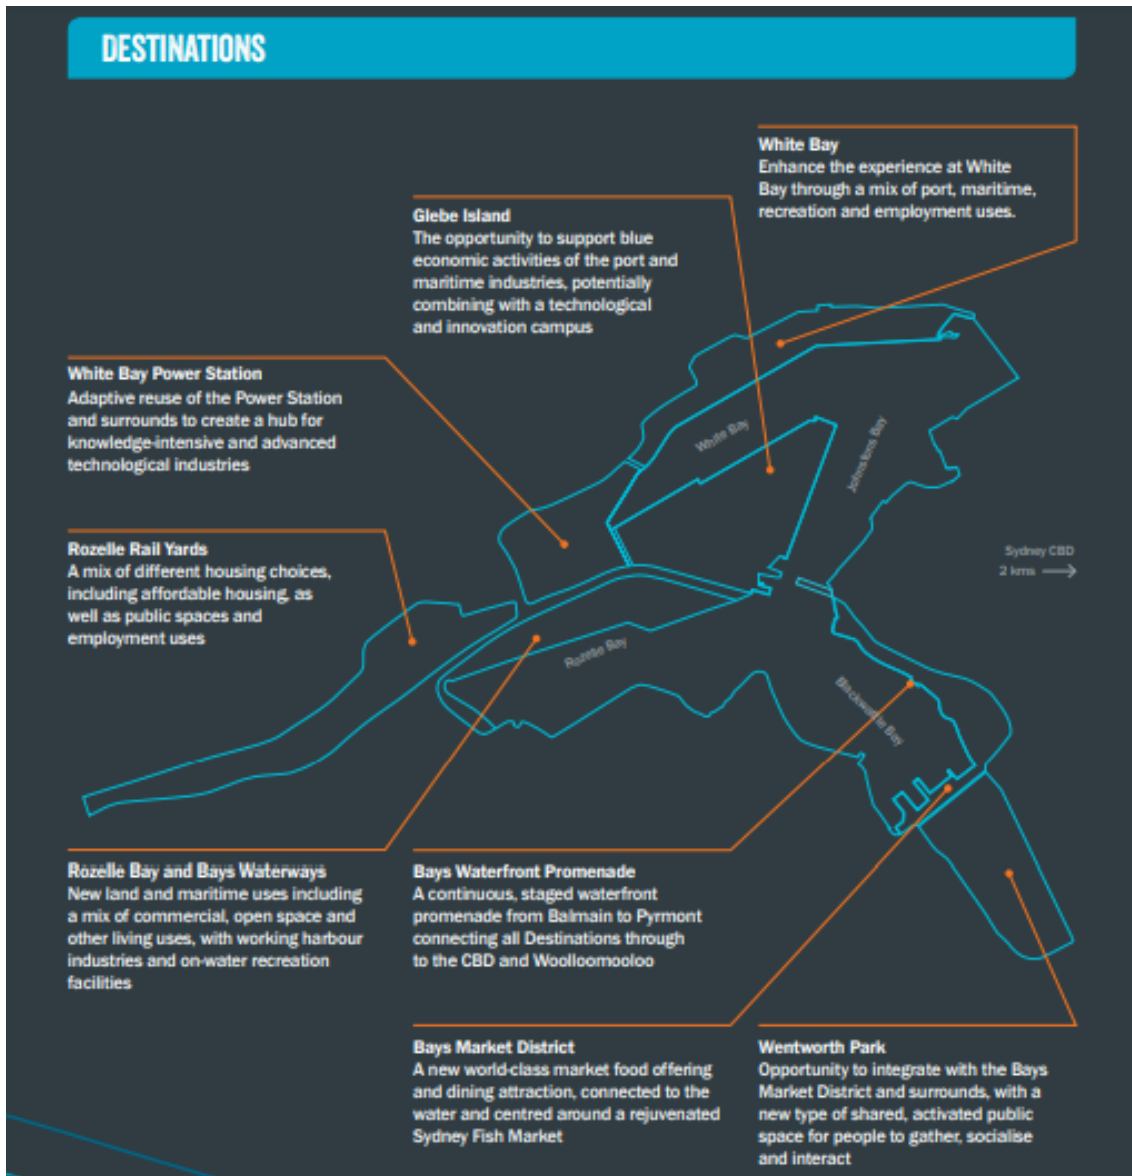 DESTINATIONS
White Bay
Enhance the experience at White
Bay through a mix of port, maritime,
recreation and employment uses.
Glebe Island
The opportunity to support blue
economic activities of the port and
maritime industries, potentially
combining with a technological
and innovation campus
White Bay Power Station
Adaptive reuse of the Power Station
and surrounds to create a hub for
knowledge-intensive and advanced
technological industries
Rozelle Rail Yards
A mix of different housing choices,
including affordable housing, as
well as public spaces and
employment uses
White Bay
Johnstons Bay
Sydney CBD
2 kms
Rozelle Bay
Blackwattle Bay
Rozelle Bay and Bays Waterways
New land and maritime uses including
a mix of commercial, open space and
other living uses, with working harbour
industries and on-water recreation
facilities
Bays Waterfront Promenade
A continuous, staged waterfront
promenade from Balmain to Pyrmont
connecting all Destinations through
to the CBD and Woolloomooloo
Bays Market District
A new world-class market food offering
and dining attraction, connected to the
water and centred around a rejuvenated
Sydney Fish Market
Wentworth Park
Opportunity to integrate with the Bays
Market District and surrounds, with a
new type of shared, activated public
space for people to gather, socialise
and interact